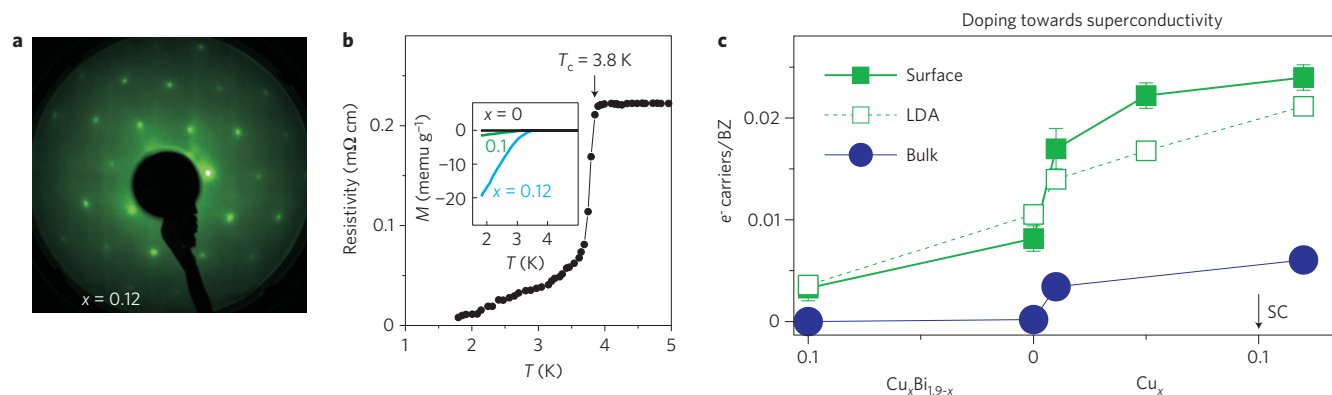 a
x = 0.12
b
Tc = 3.8 K
Resistivity (mΩ cm)
0.2
0.1
0
1 2 3 4 5
T (K)
M (memu g⁻¹)
0
−10
−20
2 3 4
T (K)
x = 0
0.1
x = 0.12
c
Doping towards superconductivity
Surface
LDA
Bulk
e⁻ carriers/BZ
0.02
0.01
0
SC
0.1 0 0.1
CuxBi1.9-x Cux